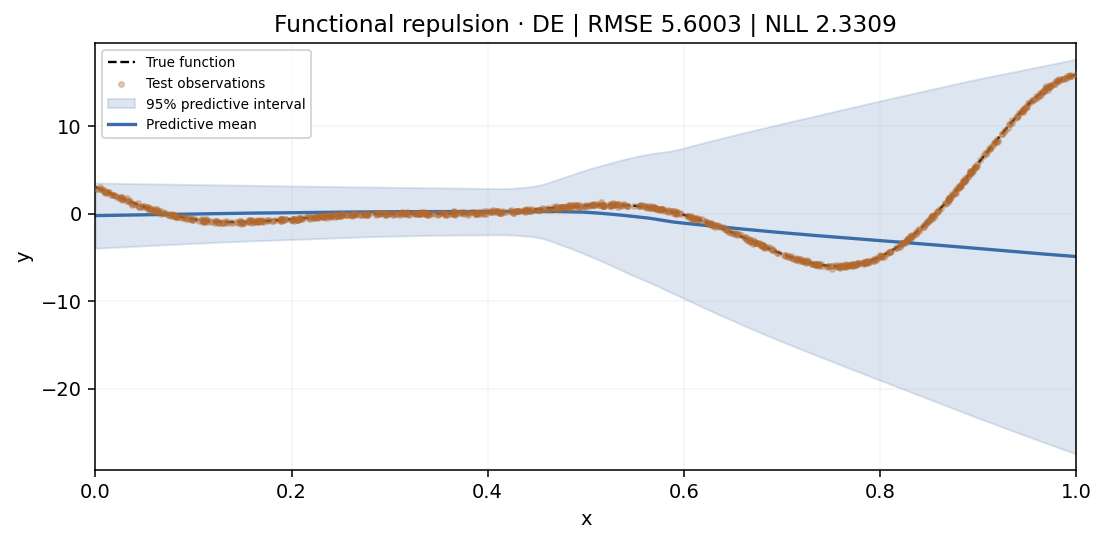 Functional repulsion · DE | RMSE 5.6003 | NLL 2.3309
True function
Test observations
95% predictive interval
Predictive mean
y
10
0
−10
−20
0.0
0.2
0.4
0.6
0.8
1.0
x